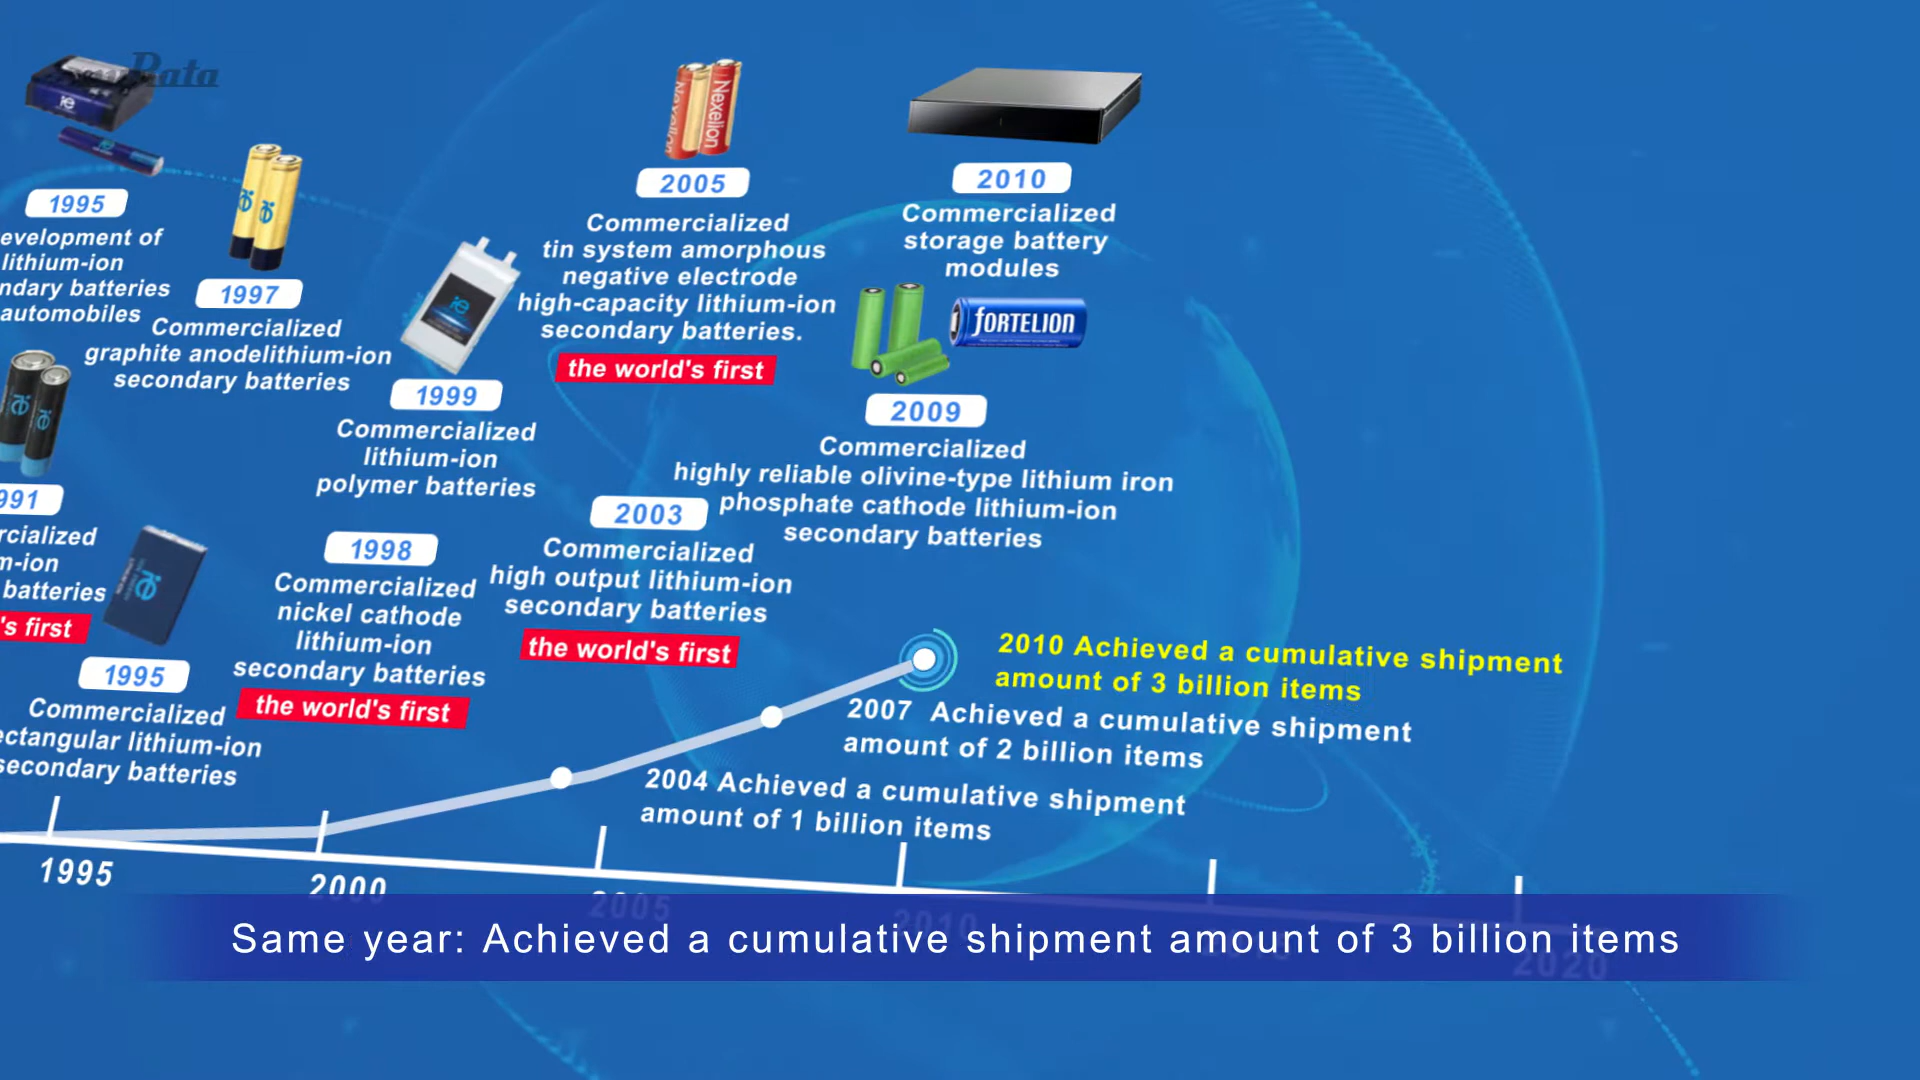 1995
evelopment of
lithium-ion
ndary batteries
automobiles
1997
Commercialized
graphite anodelithium-ion
secondary batteries
1999
Commercialized
lithium-ion
polymer batteries
Nexelion
Nexelion
2005
Commercialized
tin system amorphous
negative electrode
high-capacity lithium-ion
secondary batteries.
the world's first
2010
Commercialized
storage battery
modules
FORTELION
2009
Commercialized
highly reliable olivine-type lithium iron
phosphate cathode lithium-ion
secondary batteries
991
rcialized
m-ion
batteries
's first
1995
Commercialized
ectangular lithium-ion
secondary batteries
1998
Commercialized
nickel cathode
lithium-ion
secondary batteries
the world's first
2003
Commercialized
high output lithium-ion
secondary batteries
the world's first
2010 Achieved a cumulative shipment
amount of 3 billion items
2007 Achieved a cumulative shipment
amount of 2 billion items
2004 Achieved a cumulative shipment
amount of 1 billion items
1995
2000
2005
2010
2020
Same year: Achieved a cumulative shipment amount of 3 billion items